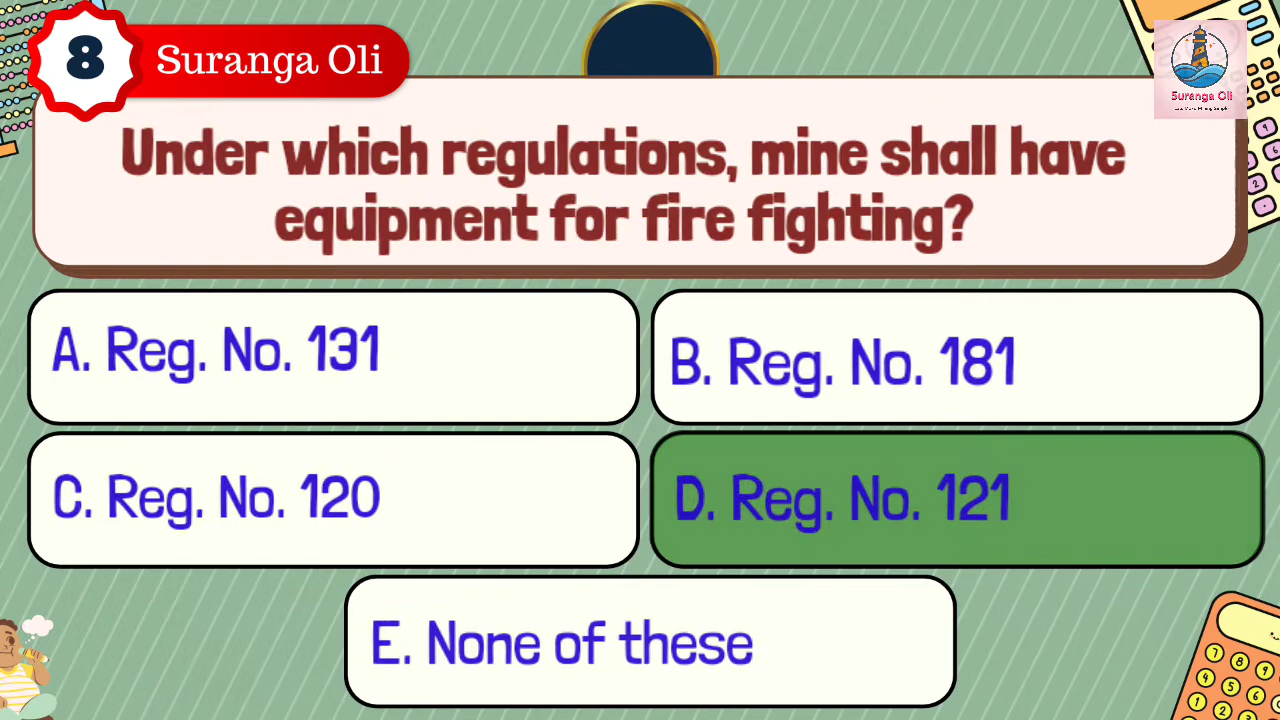 8
Suranga Oli
Suranga Oli
Under which regulations, mine shall have
equipment for fire fighting?
A. Reg. No. 131
B. Reg. No. 181
C. Reg. No. 120
D. Reg. No. 121
E. None of these